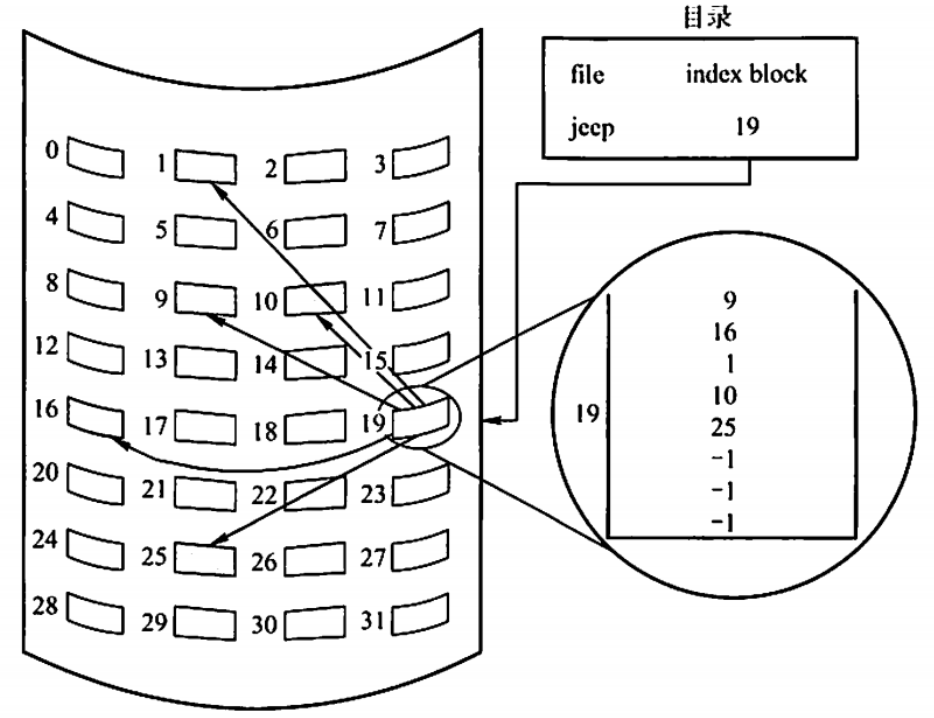 目录
file index block
jeep 19
0 1 2 3
4 5 6 7
8 9 10 11
12 13 14 15
16 17 18 19
20 21 22 23
24 25 26 27
28 29 30 31
19
9
16
1
10
25
-1
-1
-1